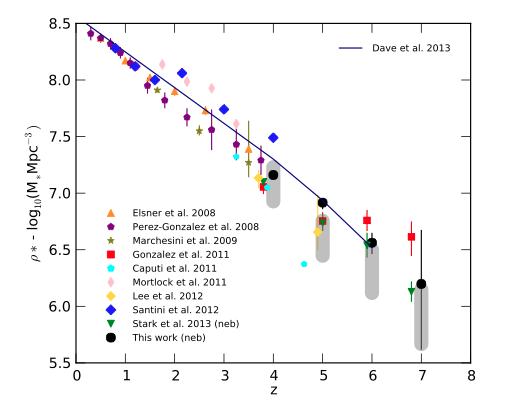 8.5
8.0
7.5
7.0
6.5
6.0
5.5
ρ* - log₁₀(M*Mpc⁻³)
Dave et al. 2013
Elsner et al. 2008
Perez-Gonzalez et al. 2008
Marchesini et al. 2009
Gonzalez et al. 2011
Caputi et al. 2011
Mortlock et al. 2011
Lee et al. 2012
Santini et al. 2012
Stark et al. 2013 (neb)
This work (neb)
0 1 2 3 4 5 6 7 8
z